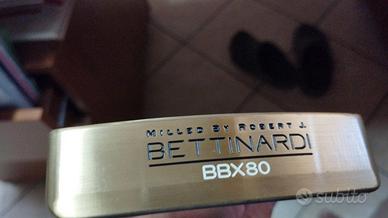 MILLED BY ROBERT J.
BETTINARDI
BBX80
subito